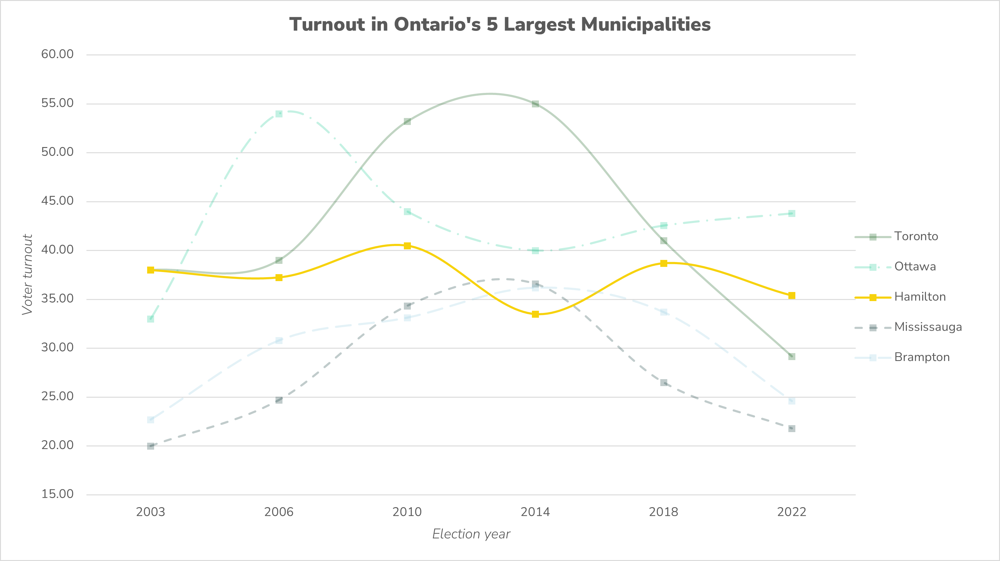 Turnout in Ontario's 5 Largest Municipalities
60.00
55.00
50.00
45.00
40.00
35.00
30.00
25.00
20.00
15.00
Voter turnout
2003 2006 2010 2014 2018 2022
Election year
Toronto
Ottawa
Hamilton
Mississauga
Brampton